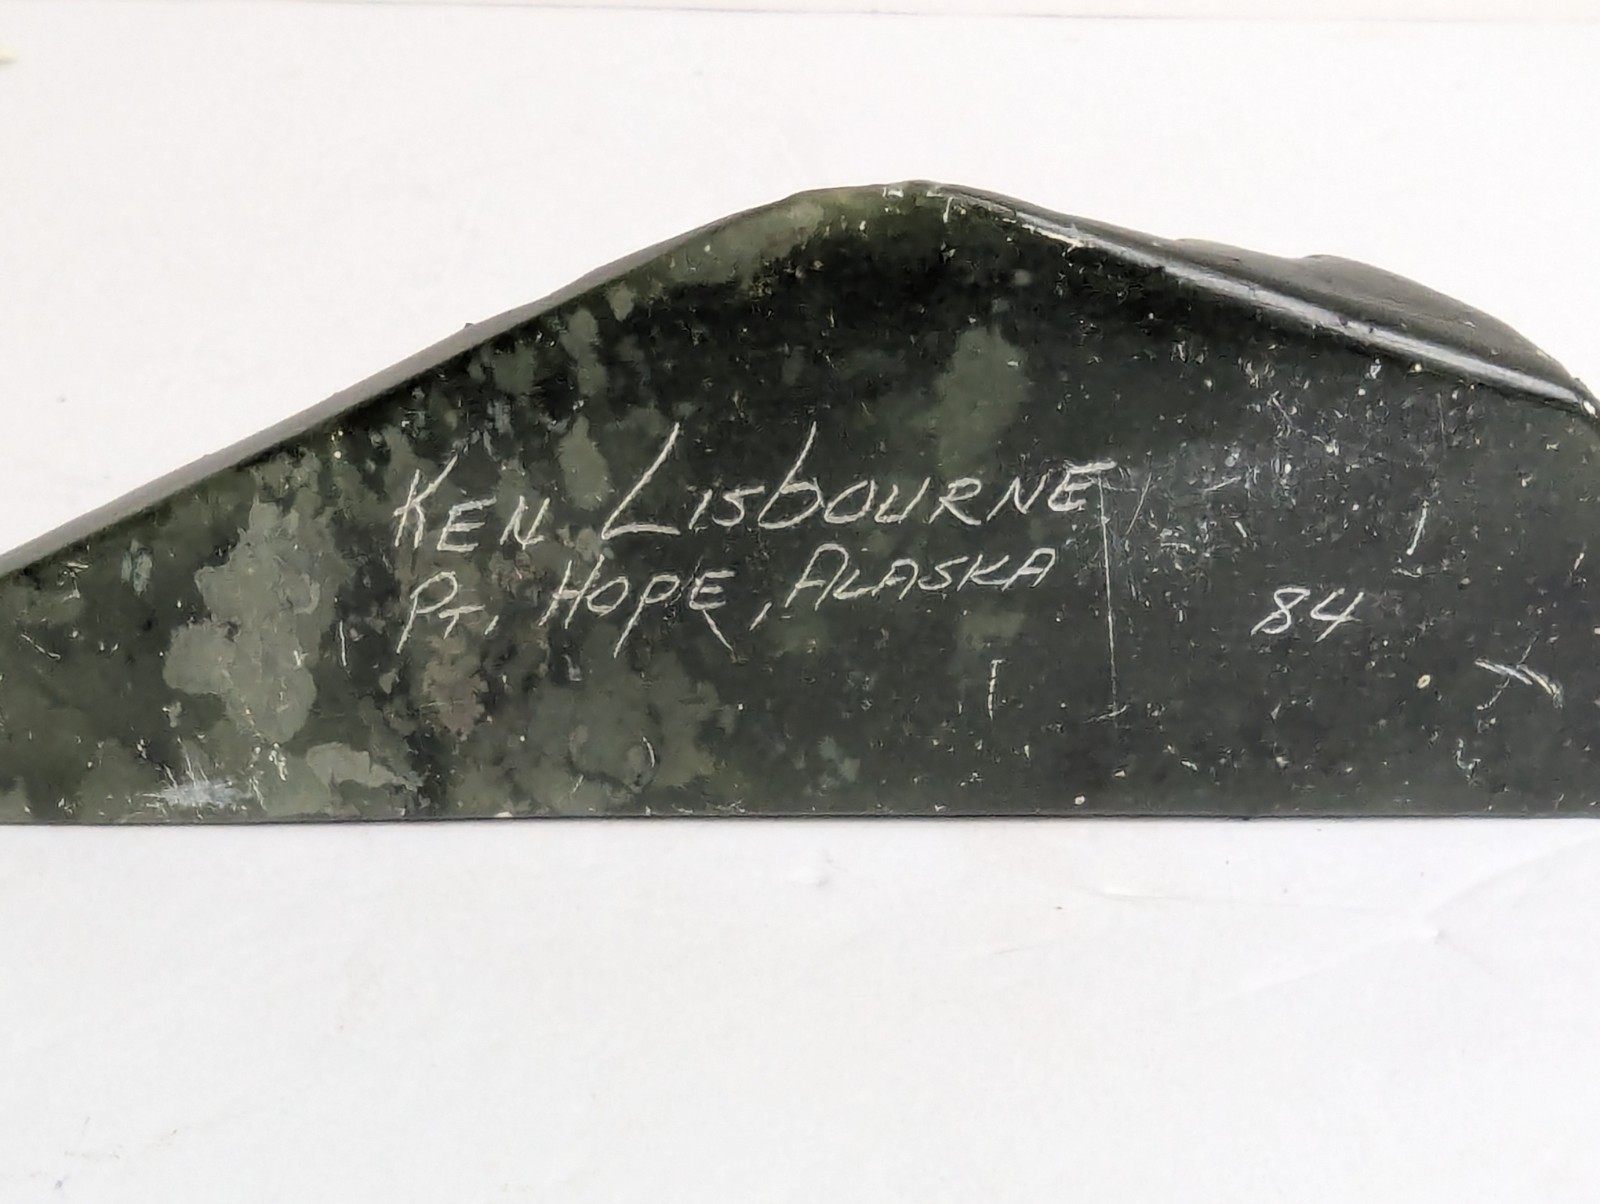 KEN LISBOURNE
PT. HOPE, ALASKA
84